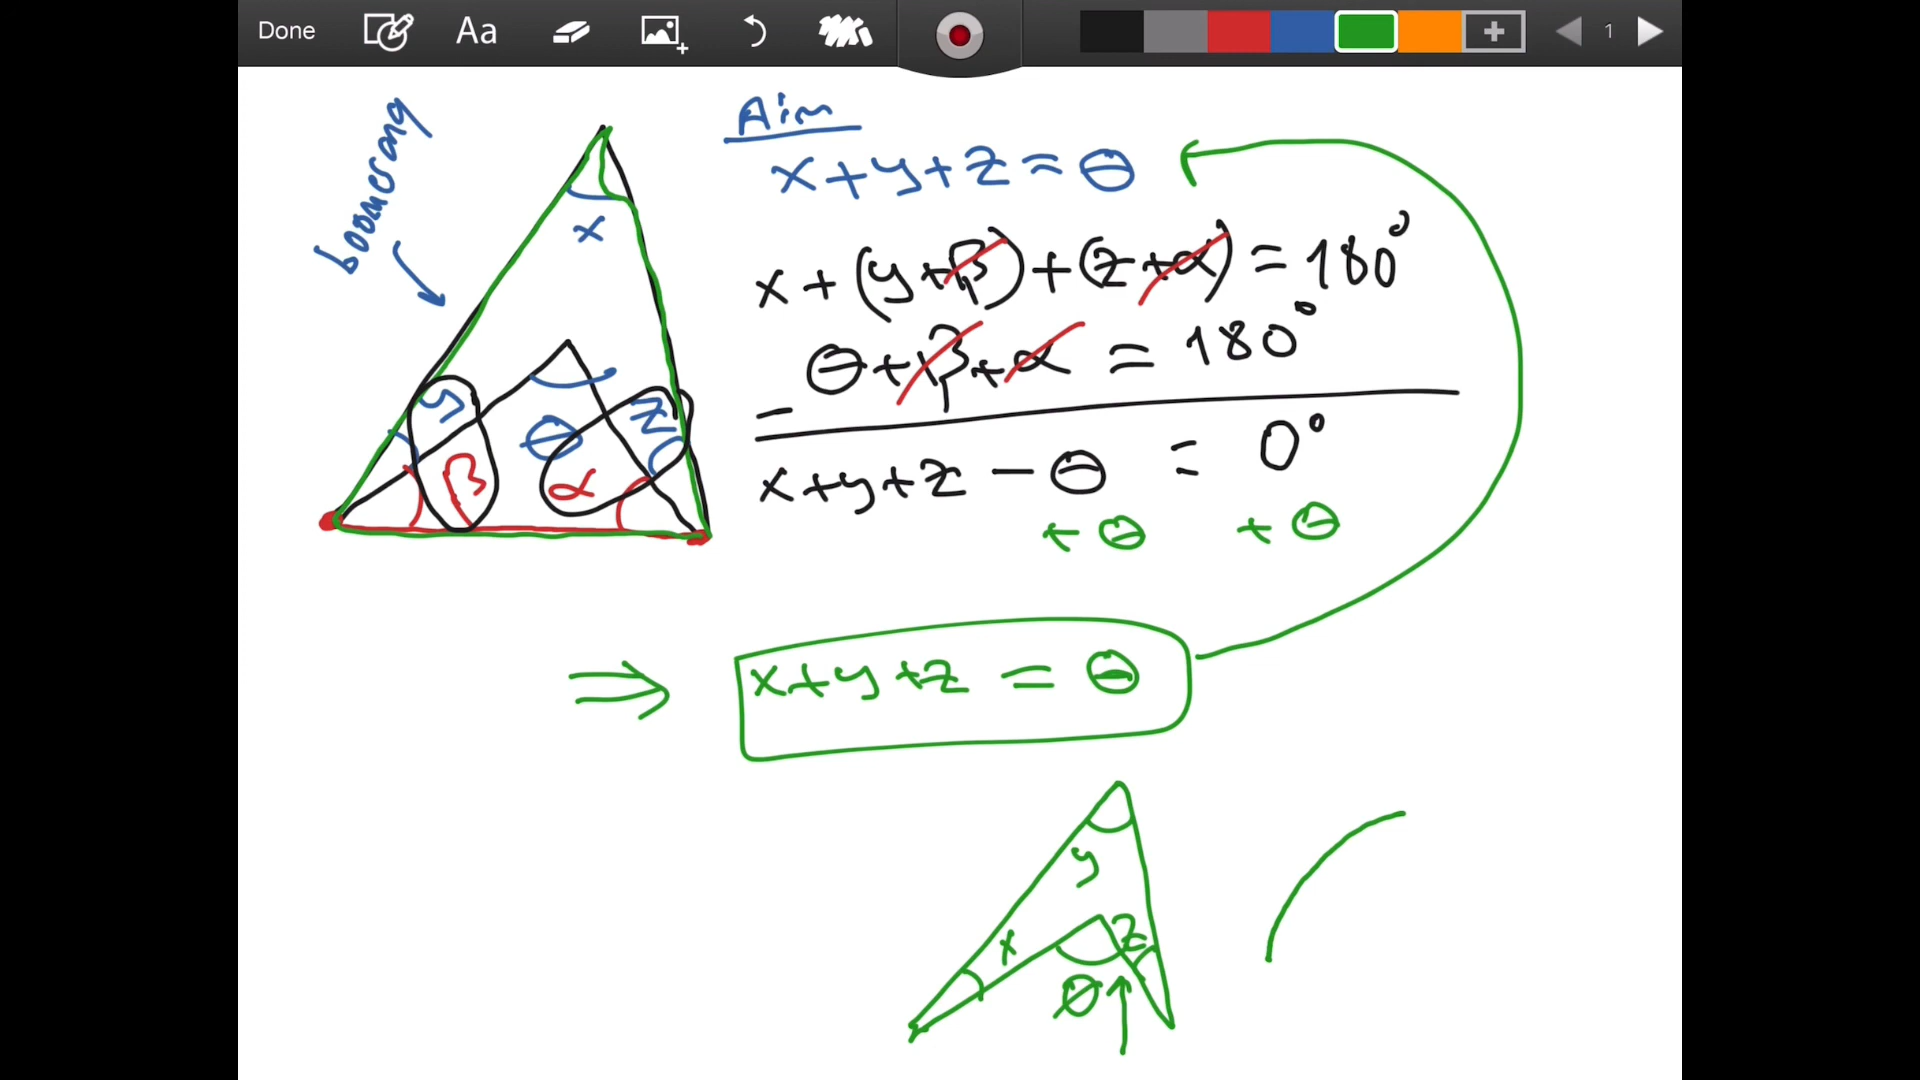 Done
Aa
1
boomerang
x
y
z
θ
β
α
Aim
x+y+z=θ
x+(y+β)+(z+α)=180°
θ+β+α=180°
x+y+z-θ=0°
+θ +θ
⇒ x+y+z=θ
y
x
z
θ